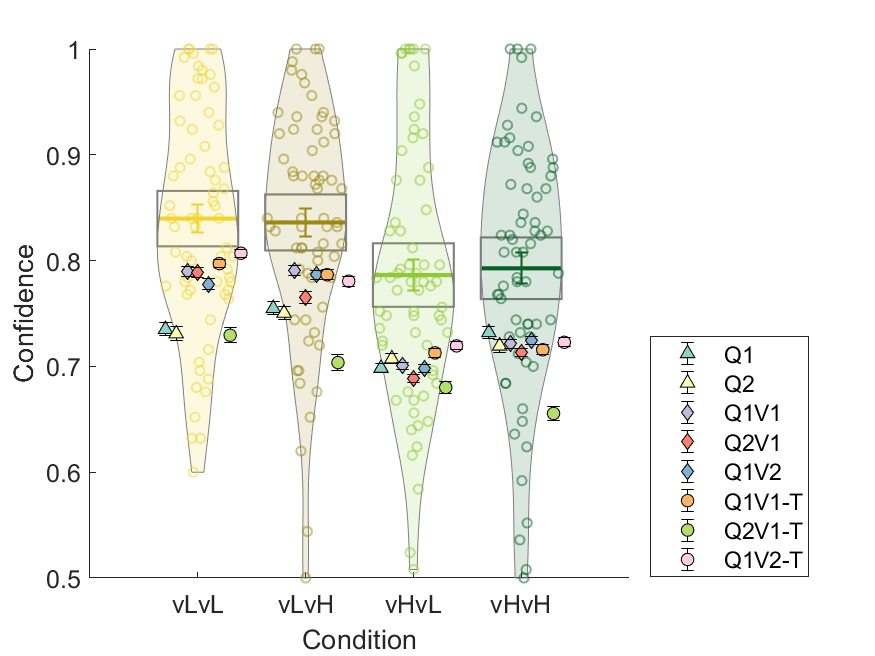 1
0.9
0.8
0.7
0.6
0.5
Confidence
vLvL
vLvH
vHvL
vHvH
Condition
Q1
Q2
Q1V1
Q2V1
Q1V2
Q1V1-T
Q2V1-T
Q1V2-T